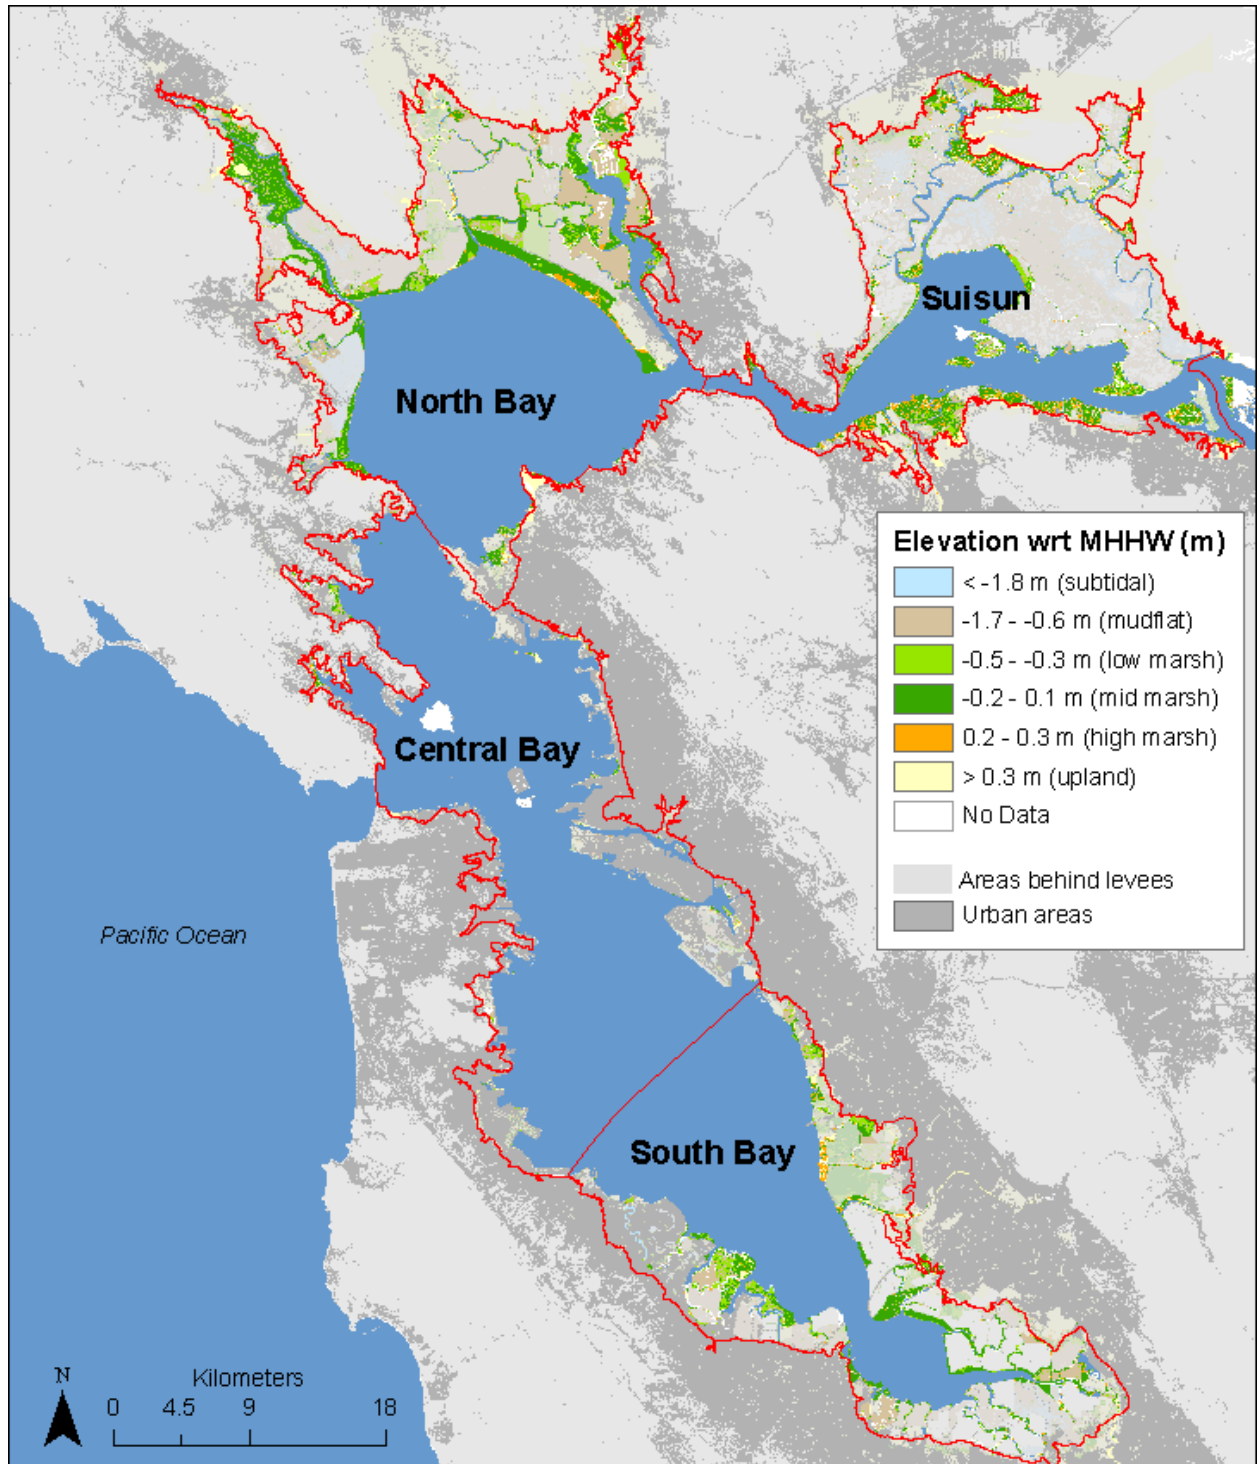 Suisun
North Bay
Elevation wrt MHHW (m)
< -1.8 m (subtidal)
-1.7 - -0.6 m (mudflat)
-0.5 - -0.3 m (low marsh)
-0.2 - 0.1 m (mid marsh)
0.2 - 0.3 m (high marsh)
> 0.3 m (upland)
No Data
Areas behind levees
Urban areas
Central Bay
Pacific Ocean
South Bay
N
Kilometers
0 4.5 9 18